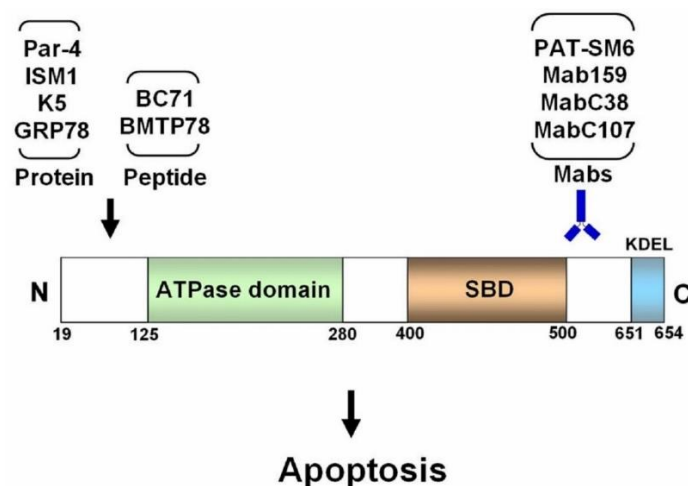 Par-4
ISM1
K5
GRP78
Protein
BC71
BMTP78
Peptide
PAT-SM6
Mab159
MabC38
MabC107
Mabs
KDEL
N
ATPase domain
SBD
C
19
125
280
400
500
651
654
Apoptosis